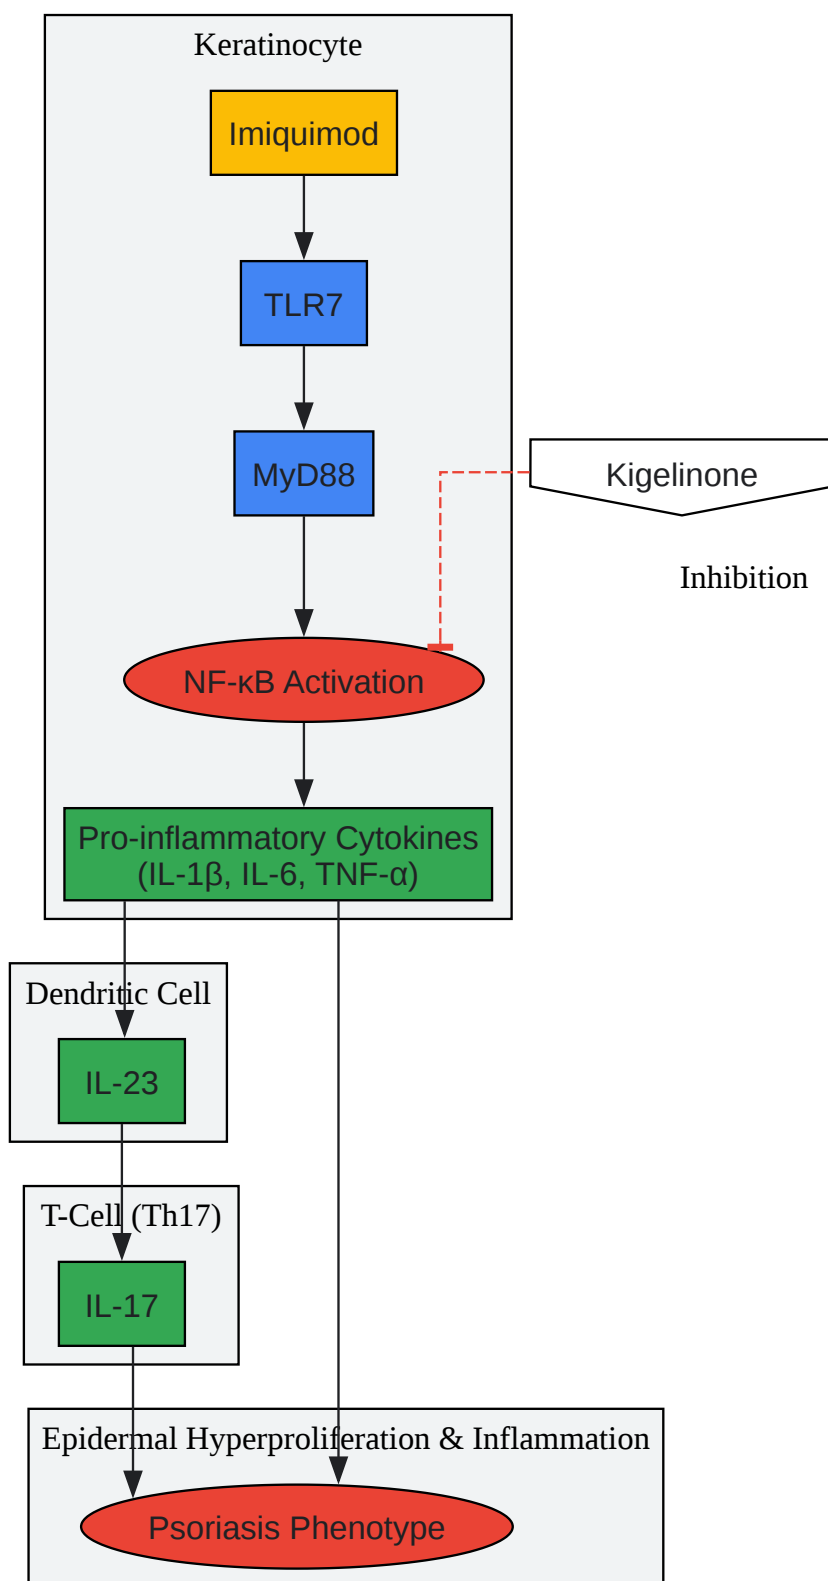 Keratinocyte
Imiquimod
TLR7
MyD88
Kigelinone
Inhibition
NF-κB Activation
Pro-inflammatory Cytokines
(IL-1β, IL-6, TNF-α)
Dendritic Cell
IL-23
T-Cell (Th17)
IL-17
Epidermal Hyperproliferation & Inflammation
Psoriasis Phenotype